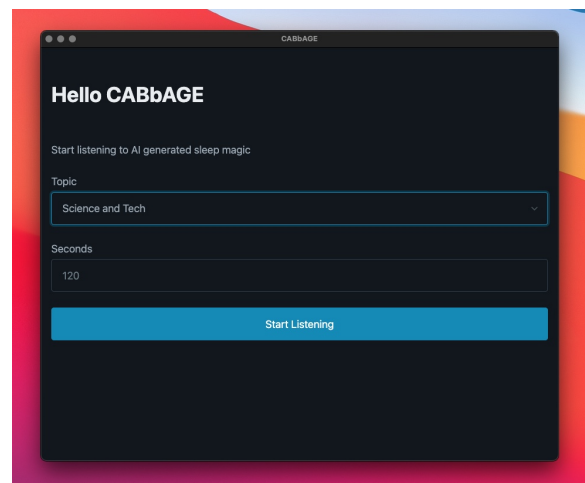 CABbAGE
Hello CABbAGE
Start listening to AI generated sleep magic
Topic
Science and Tech
Seconds
120
Start Listening